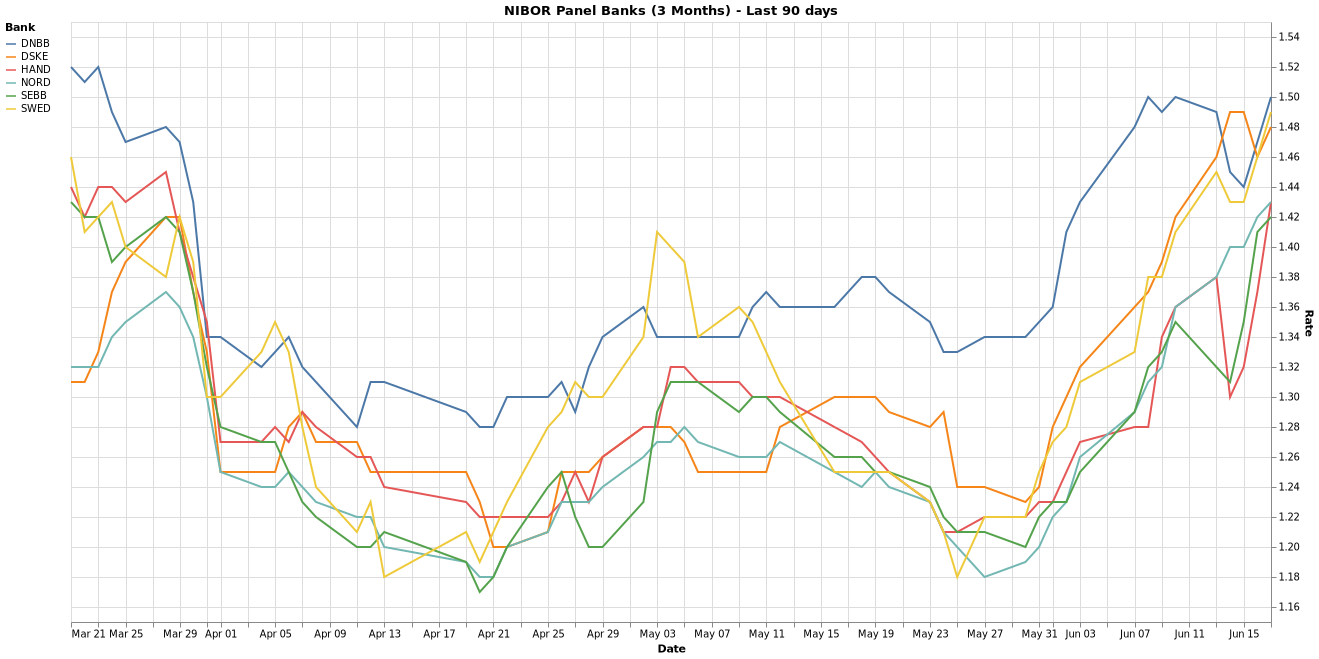 NIBOR Panel Banks (3 Months) - Last 90 days
Bank
DNBB
DSKE
HAND
NORD
SEBB
SWED
1.54
1.52
1.50
1.48
1.46
1.44
1.42
1.40
1.38
1.36
1.34
1.32
1.30
1.28
1.26
1.24
1.22
1.20
1.18
1.16
Rate
Mar 21 Mar 25 Mar 29 Apr 01 Apr 05 Apr 09 Apr 13 Apr 17 Apr 21 Apr 25 Apr 29 May 03 May 07 May 11 May 15 May 19 May 23 May 27 May 31 Jun 03 Jun 07 Jun 11 Jun 15
Date